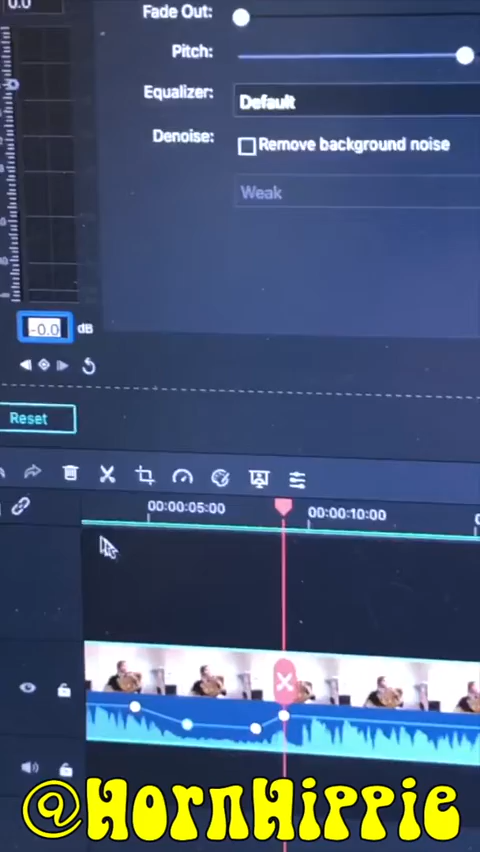 0.0
Fade Out:
Pitch:
Equalizer: Default
Denoise: Remove background noise
Weak
-0.0 dB
Reset
00:00:05:00 00:00:10:00
@HornHippie